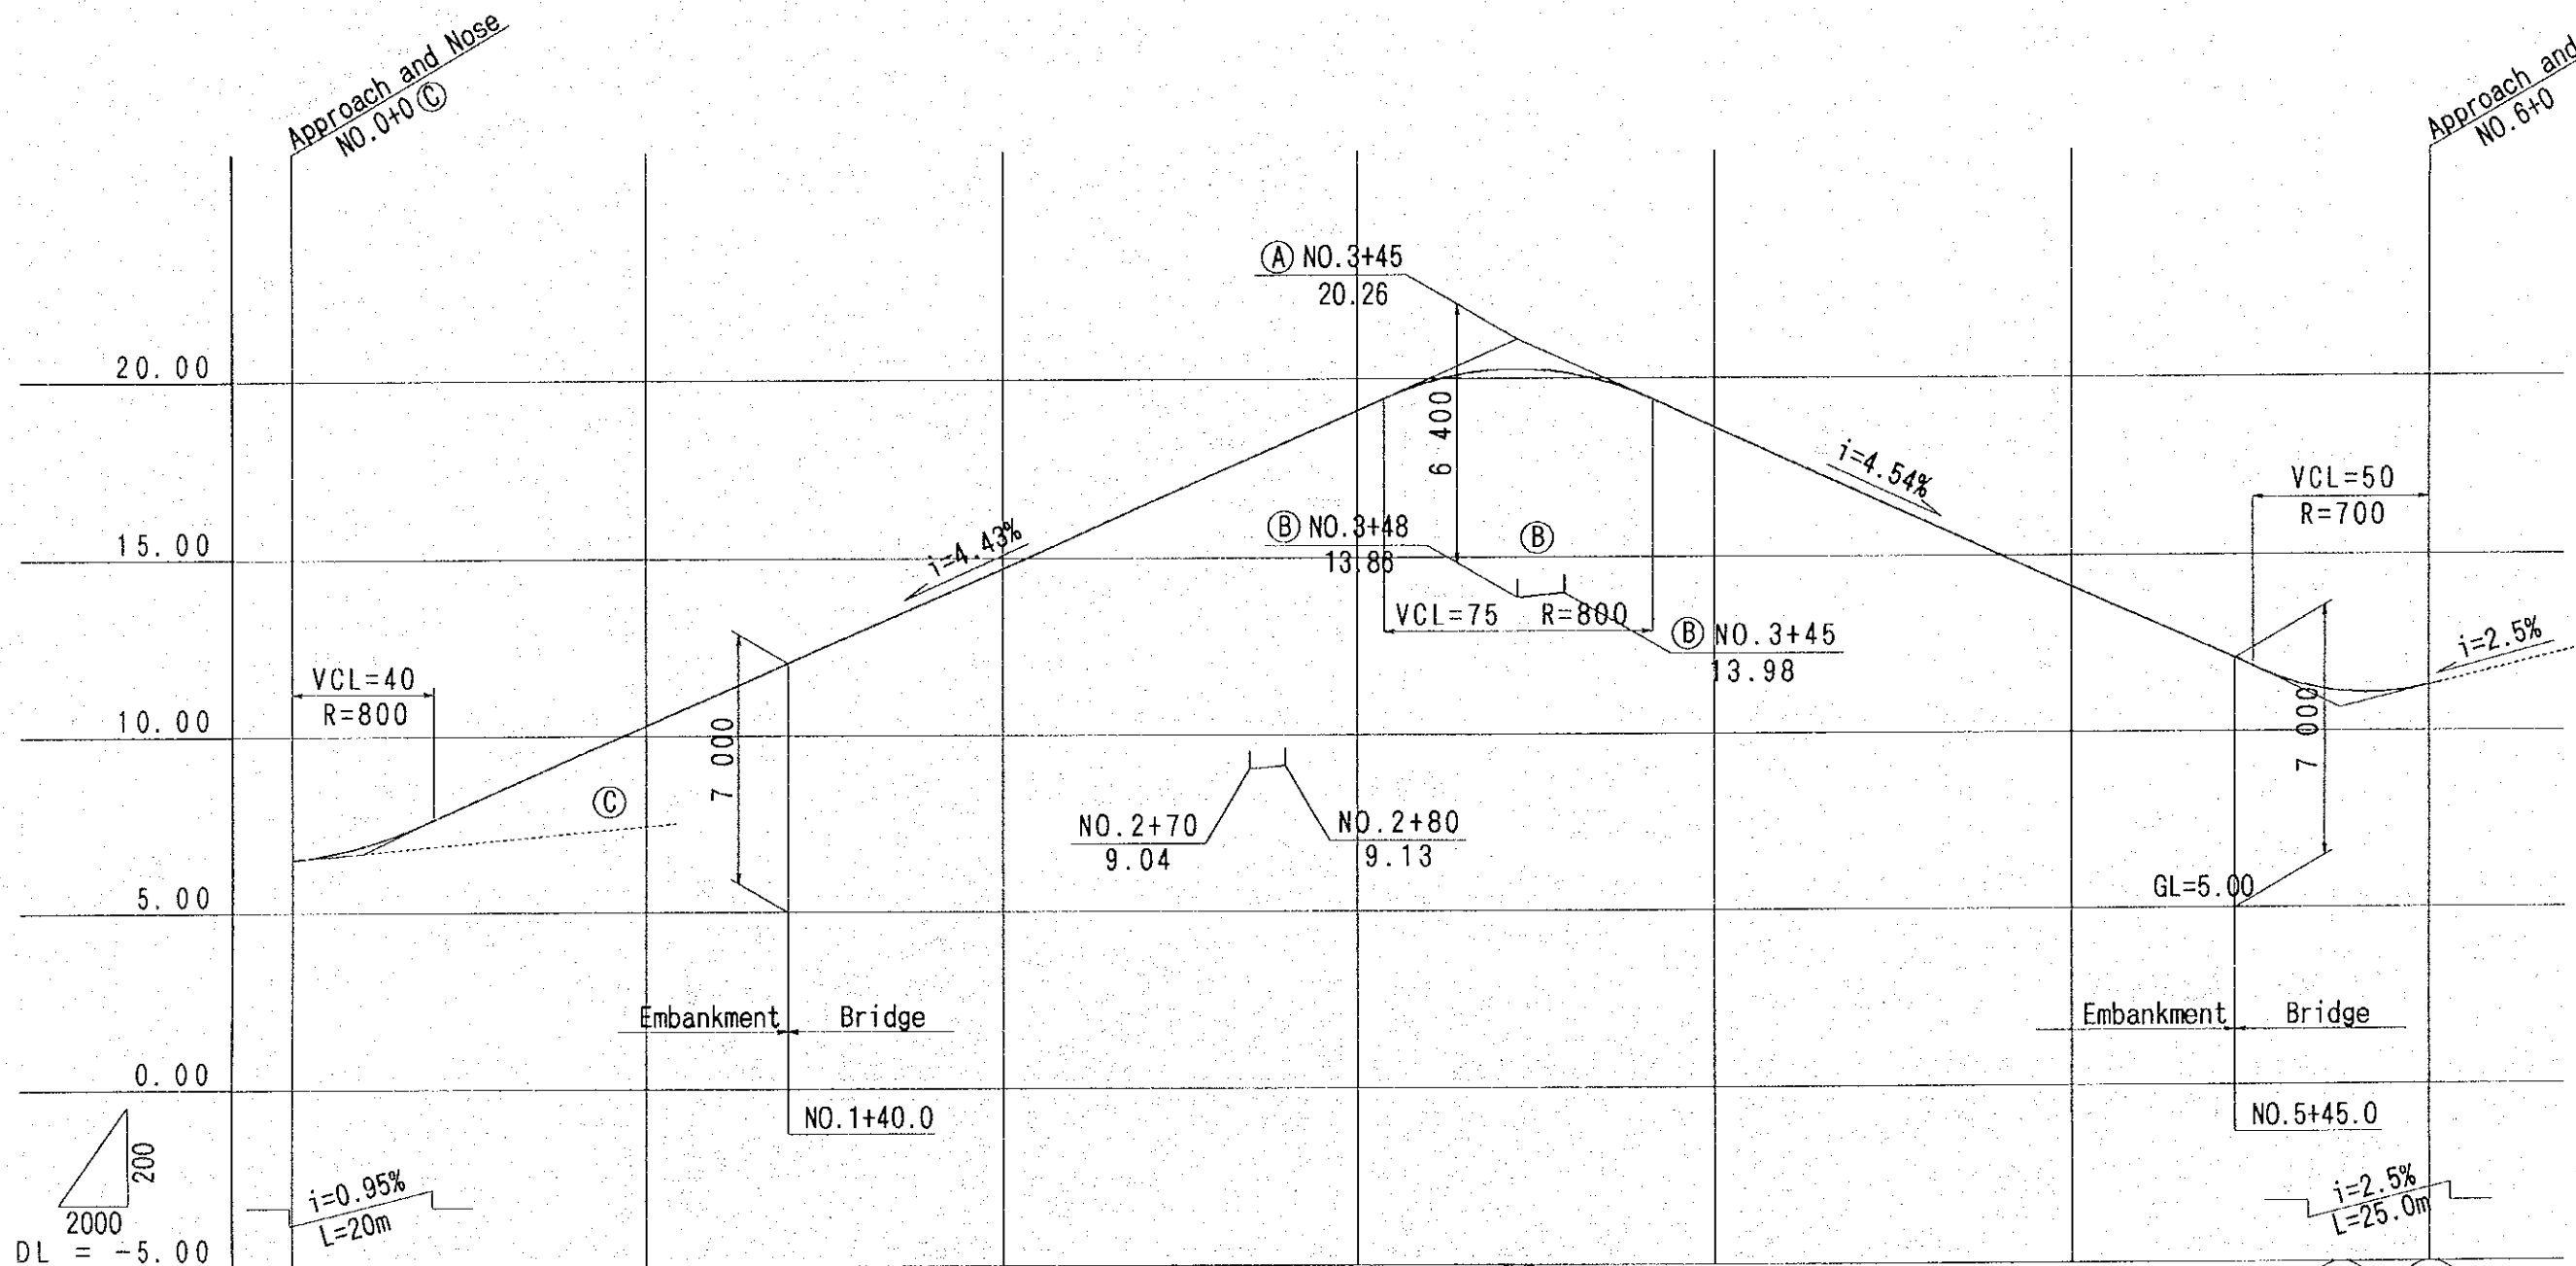 Approach and Nose
NO.0+0 Ⓒ
Approach and
NO.6+0
Ⓐ NO.3+45
20.26
20.00
6 400
i=4.54%
VCL=50
R=700
Ⓑ NO.3+48
13.88
Ⓑ
15.00
i=4.43%
VCL=75 R=800
Ⓑ NO.3+45
13.98
i=2.5%
VCL=40
R=800
10.00
7 000
7 000
Ⓒ
NO.2+70
9.04
NO.2+80
9.13
5.00
GL=5.00
Embankment Bridge
Embankment Bridge
0.00
NO.1+40.0
NO.5+45.0
200
2000
i=0.95%
L=20m
i=2.5%
L=25.0m
DL = -5.00